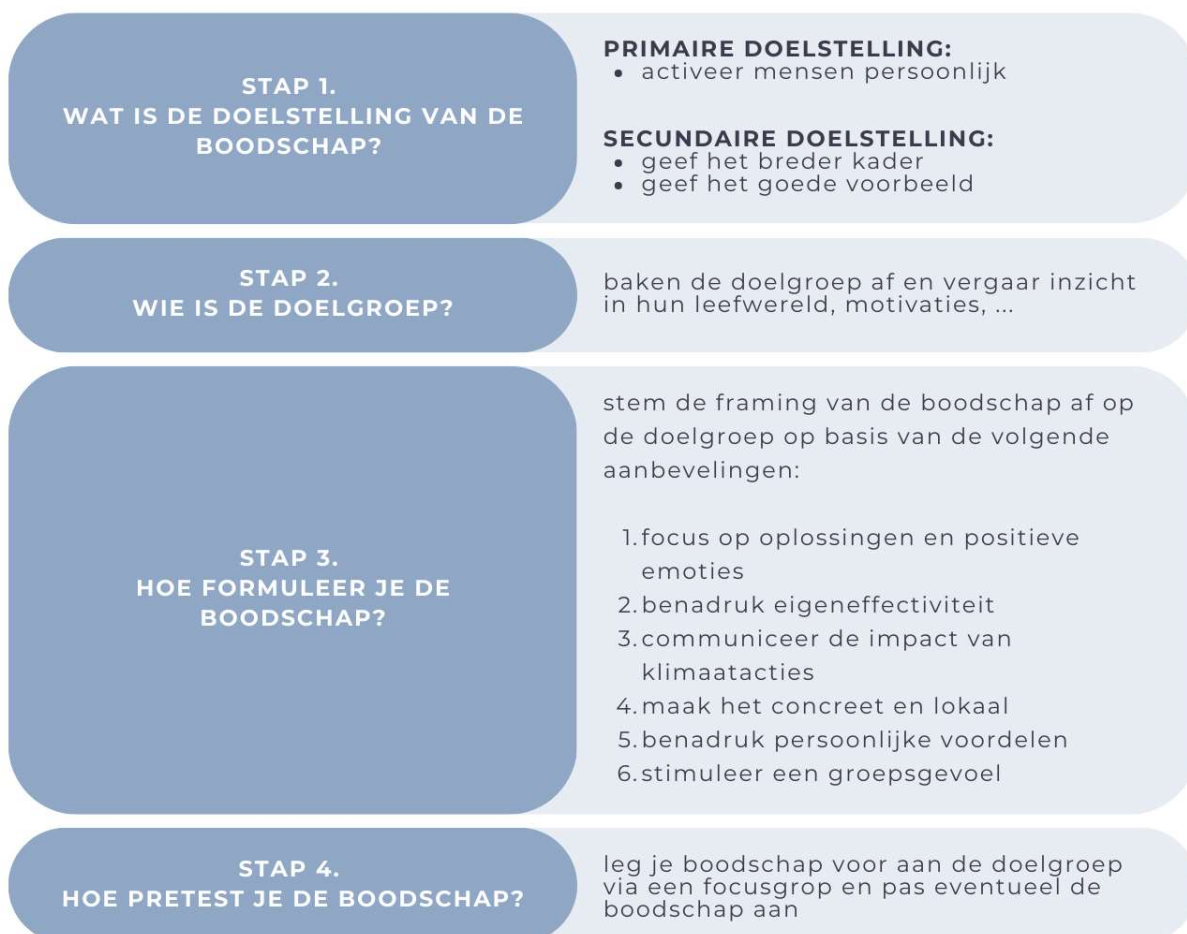 STAP 1.
WAT IS DE DOELSTELLING VAN DE
BOODSCHAP?
PRIMAIRE DOELSTELLING:
• activeer mensen persoonlijk
SECUNDAIRE DOELSTELLING:
• geef het breder kader
• geef het goede voorbeeld
STAP 2.
WIE IS DE DOELGROEP?
baken de doelgroep af en vergaar inzicht
in hun leefwereld, motivaties, ...
STAP 3.
HOE FORMULEER JE DE
BOODSCHAP?
stem de framing van de boodschap af op
de doelgroep op basis van de volgende
aanbevelingen:
1. focus op oplossingen en positieve
emoties
2. benadruk eigeneffectiviteit
3. communiceer de impact van
klimaatacties
4. maak het concreet en lokaal
5. benadruk persoonlijke voordelen
6. stimuleer een groepsgevoel
STAP 4.
HOE PRETEST JE DE BOODSCHAP?
leg je boodschap voor aan de doelgroep
via een focusgrop en pas eventueel de
boodschap aan